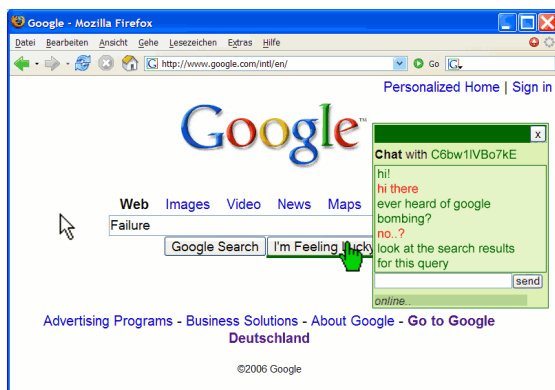 Google - Mozilla Firefox
Datei Bearbeiten Ansicht Gehe Lesezeichen Extras Hilfe
http://www.google.com/intl/en/ Go G
Personalized Home | Sign in
Google™
x
Chat with C6bw1lVBo7kE
hi!
hi there
ever heard of google
bombing?
no..?
look at the search results
for this query
send
online..
Web Images Video News Maps
Failure
Google Search I'm Feeling Lucky
Advertising Programs - Business Solutions - About Google - Go to Google
Deutschland
©2006 Google